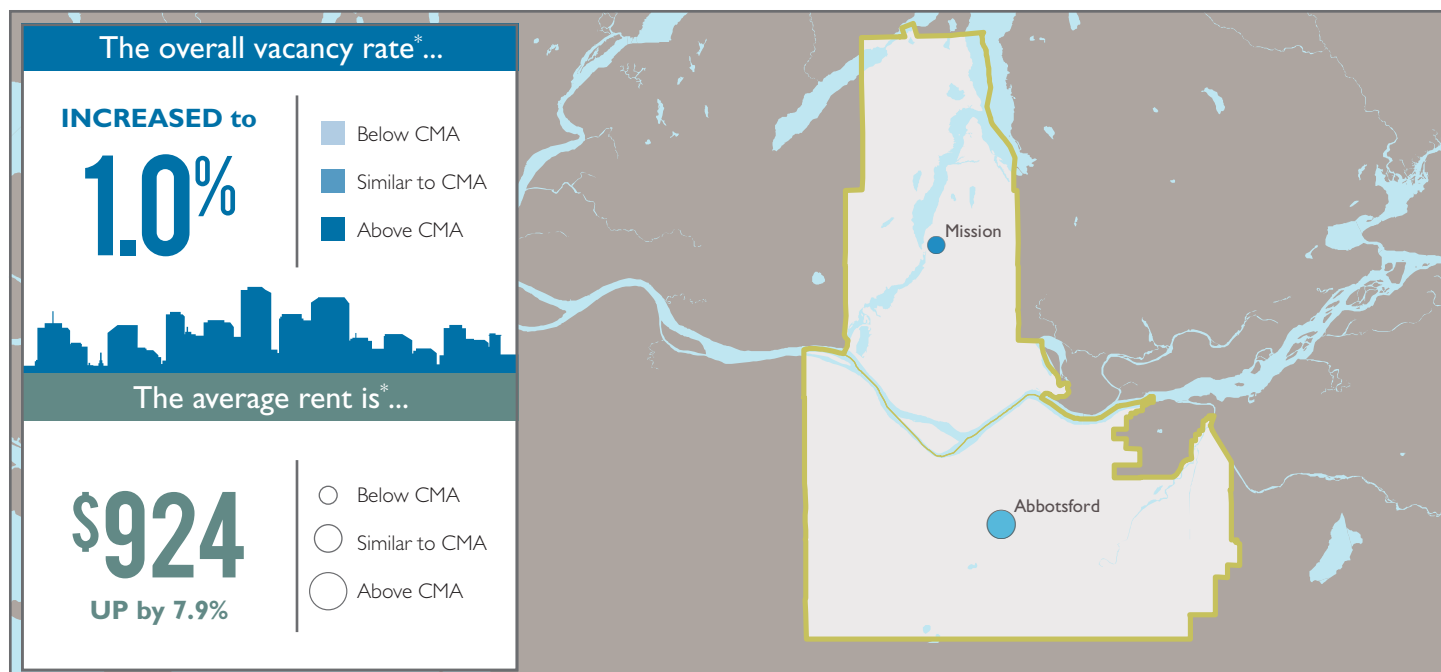 The overall vacancy rate*...
INCREASED to
1.0%
Below CMA
Similar to CMA
Above CMA
The average rent is*...
$924
UP by 7.9%
Below CMA
Similar to CMA
Above CMA
Mission
Abbotsford